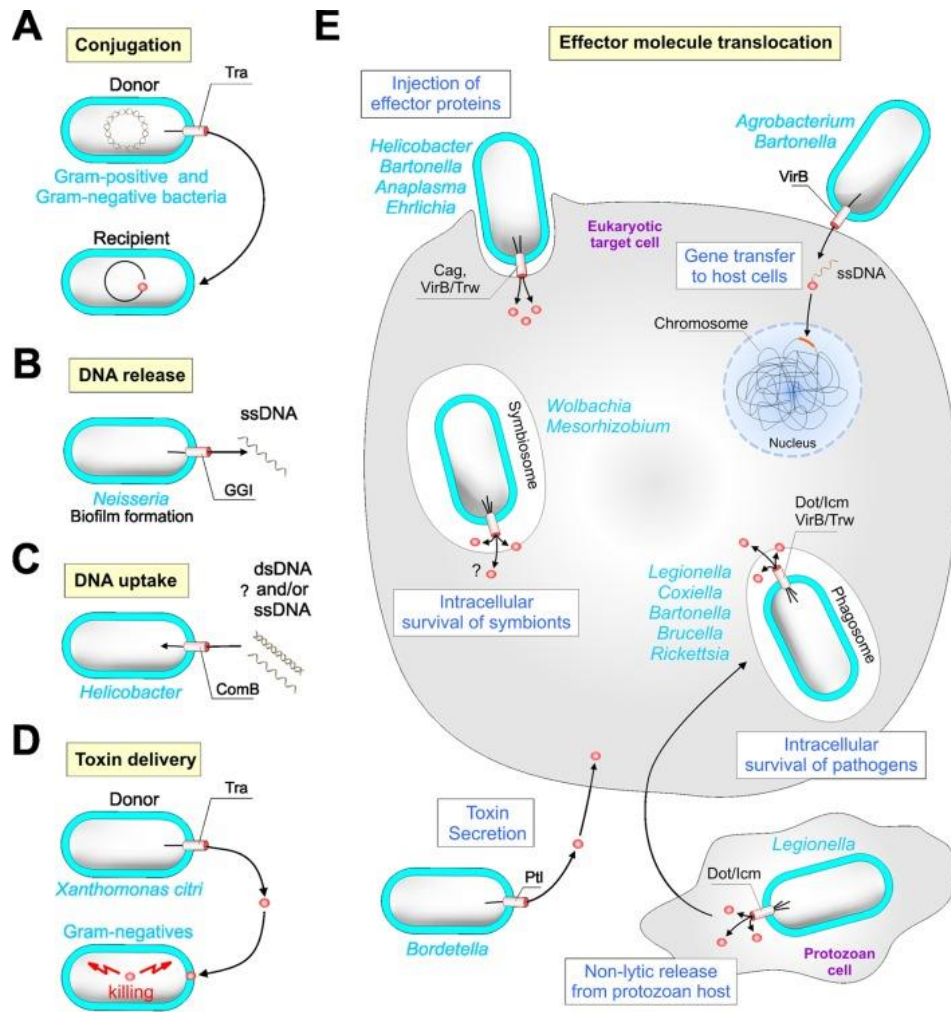 A
Conjugation
Donor
Tra
Gram-positive and
Gram-negative bacteria
Recipient
B
DNA release
ssDNA
GGI
Neisseria
Biofilm formation
C
DNA uptake
dsDNA
? and/or
ssDNA
ComB
Helicobacter
D
Toxin delivery
Donor
Tra
Xanthomonas citri
Gram-negatives
killing
E
Effector molecule translocation
Injection of
effector proteins
Helicobacter
Bartonella
Anaplasma
Ehrlichia
Cag,
VirB/Trw
Eukaryotic
target cell
Agrobacterium
Bartonella
VirB
Gene transfer
to host cells
ssDNA
Chromosome
Nucleus
Symbiosome
Wolbachia
Mesorhizobium
?
Intracellular
survival of symbionts
Dot/Icm
VirB/Trw
Legionella
Coxiella
Bartonella
Brucella
Rickettsia
Phagosome
Intracellular
survival of pathogens
Toxin
Secretion
Ptl
Bordetella
Legionella
Dot/Icm
Protozoan
cell
Non-lytic release
from protozoan host